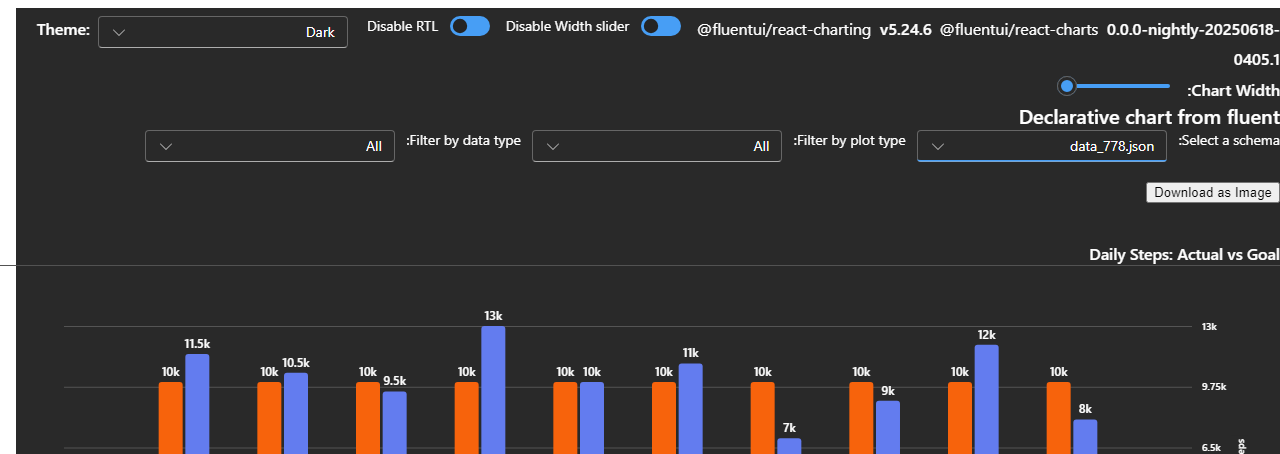 Theme: Dark Disable RTL Disable Width slider @fluentui/react-charting v5.24.6 @fluentui/react-charts 0.0.0-nightly-20250618-
0405.1
:Chart Width
Declarative chart from fluent
All :Filter by data type All :Filter by plot type data_778.json :Select a schema
Download as Image
Daily Steps: Actual vs Goal
13k 13k
12k
11.5k 11k
10k 10k 10.5k 10k 10k 10k 10k 10k 10k 10k 10k 10k
9.5k 9.75k
9k
8k
7k
6.5k